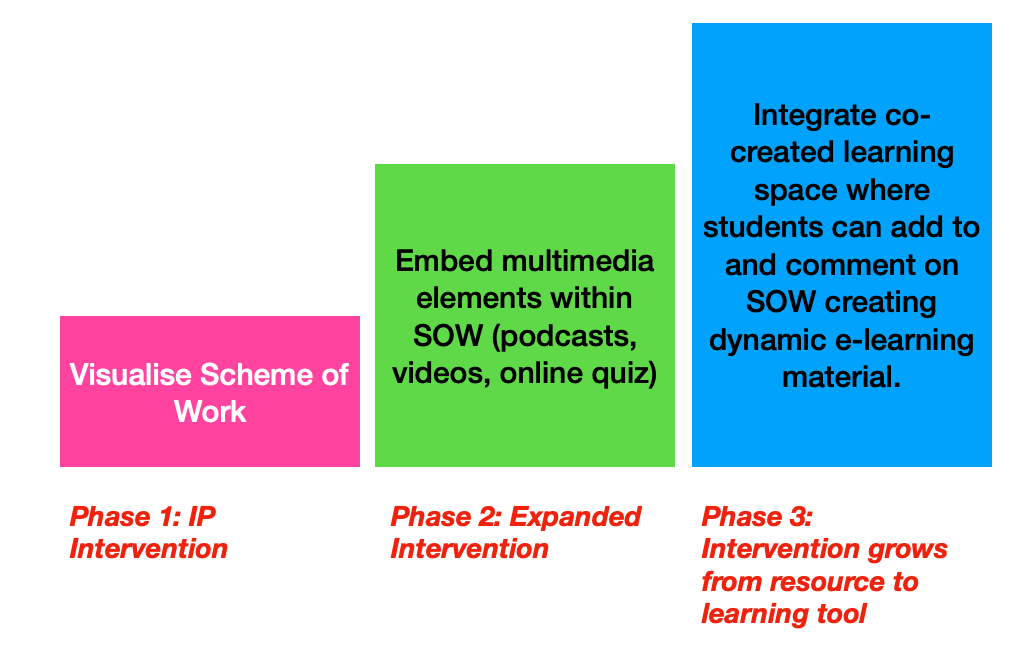 Visualise Scheme of
Work
Embed multimedia
elements within
SOW (podcasts,
videos, online quiz)
Integrate co-
created learning
space where
students can add to
and comment on
SOW creating
dynamic e-learning
material.
Phase 1: IP
Intervention
Phase 2: Expanded
Intervention
Phase 3:
Intervention grows
from resource to
learning tool